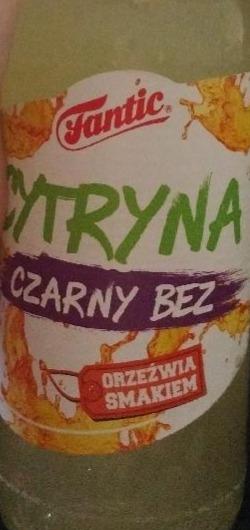 Fantic®
CYTRYNA
CZARNY BEZ
ORZEŹWIA
SMAKIEM